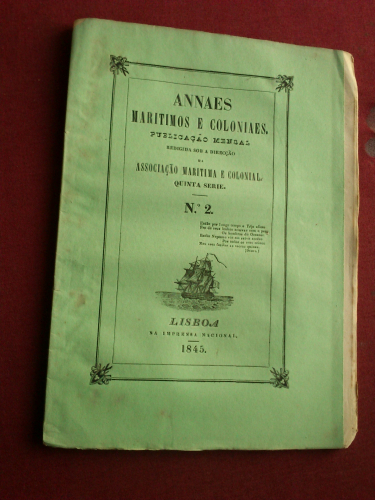 ANNAES
MARITIMOS E COLONIAES.
PUBLICAÇÃO MENSAL
REDIGIDA SOB A DIRECÇÃO
DA
ASSOCIAÇÃO MARITIMA E COLONIAL.
QUINTA SERIE.
N.º 2.
LISBOA
NA IMPRENSA NACIONAL.
1845.